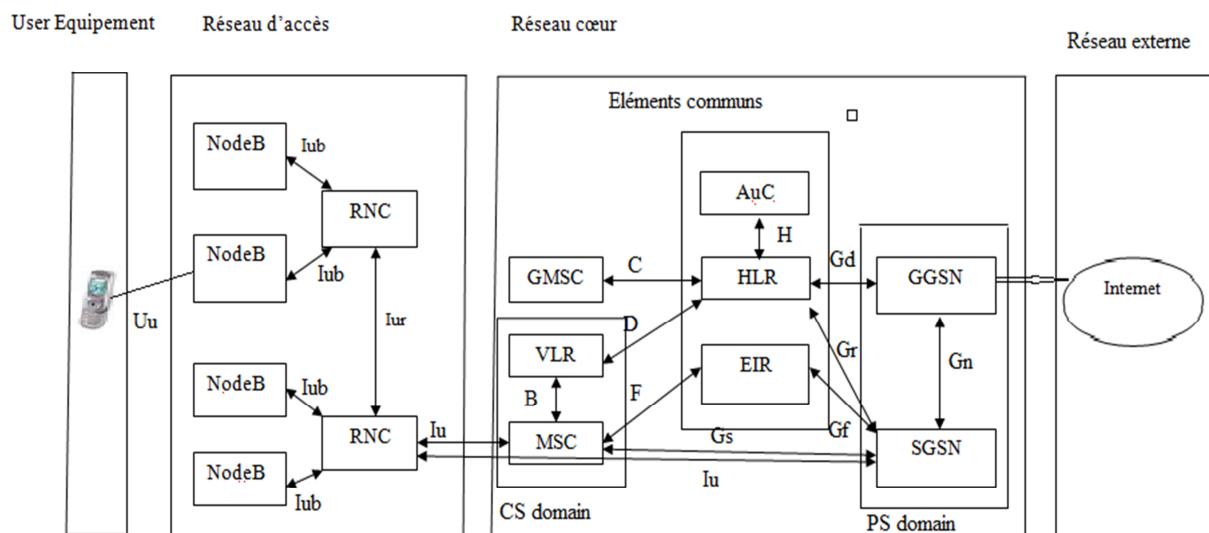 User Equipement
Réseau d'accès
Réseau cœur
Réseau externe
Eléments communs
NodeB
Iub
RNC
AuC
H
NodeB
Iub
GMSC
C
HLR
Gd
GGSN
Internet
Uu
Iur
D
VLR
EIR
Gr
Gn
NodeB
Iub
B
F
RNC
Iu
MSC
Gs
Gf
SGSN
NodeB
Iub
Iu
CS domain
PS domain